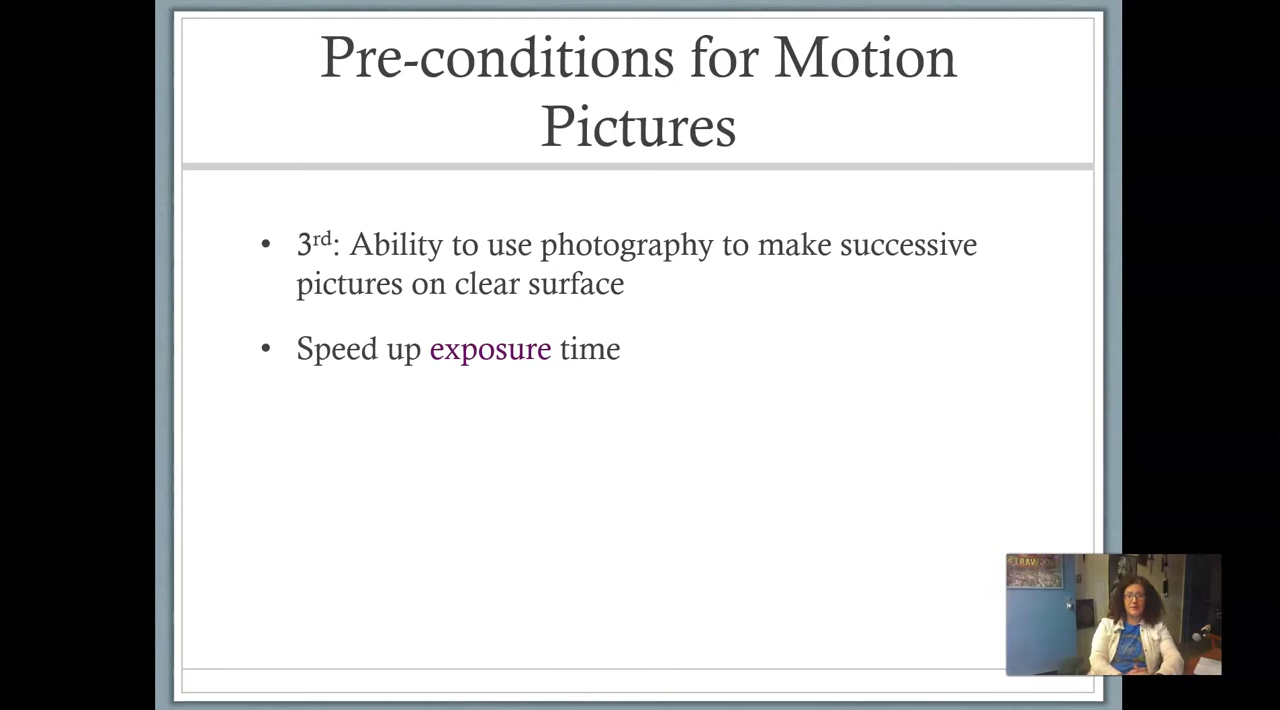 Pre-conditions for Motion
Pictures
• 3rd: Ability to use photography to make successive
pictures on clear surface
• Speed up exposure time